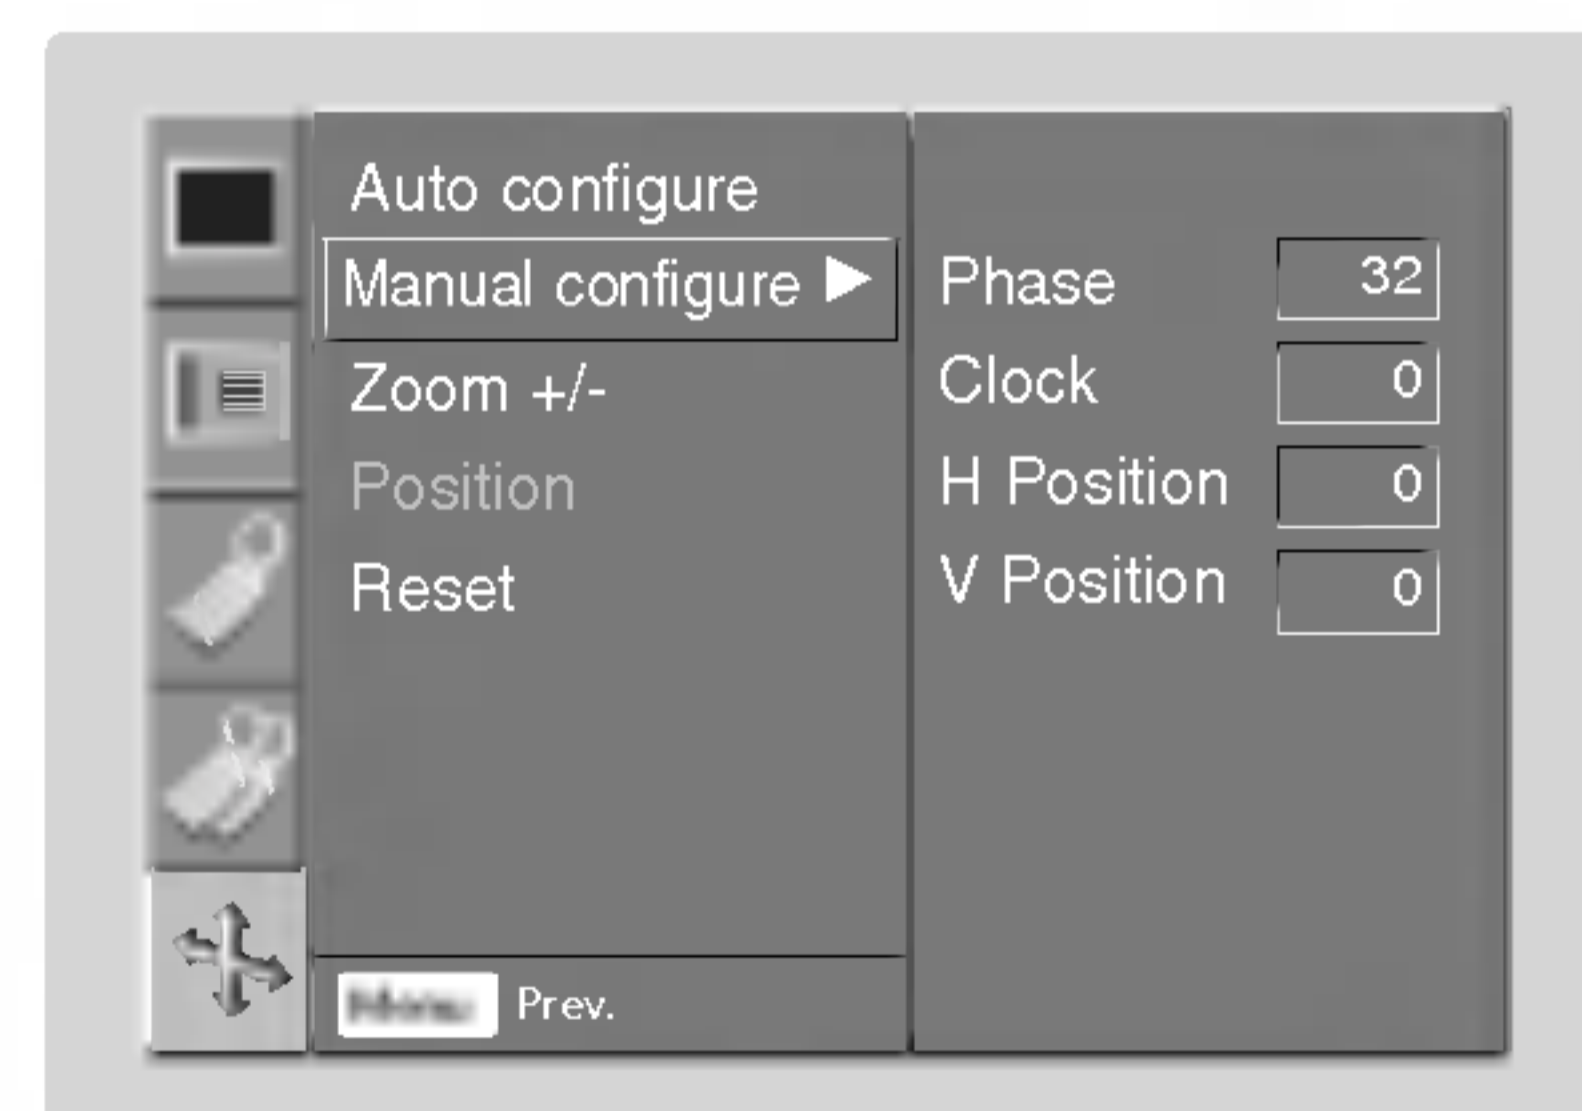 Auto configure
Manual configure ▶
Zoom +/-
Position
Reset
Phase 32
Clock 0
H Position 0
V Position 0
Prev.